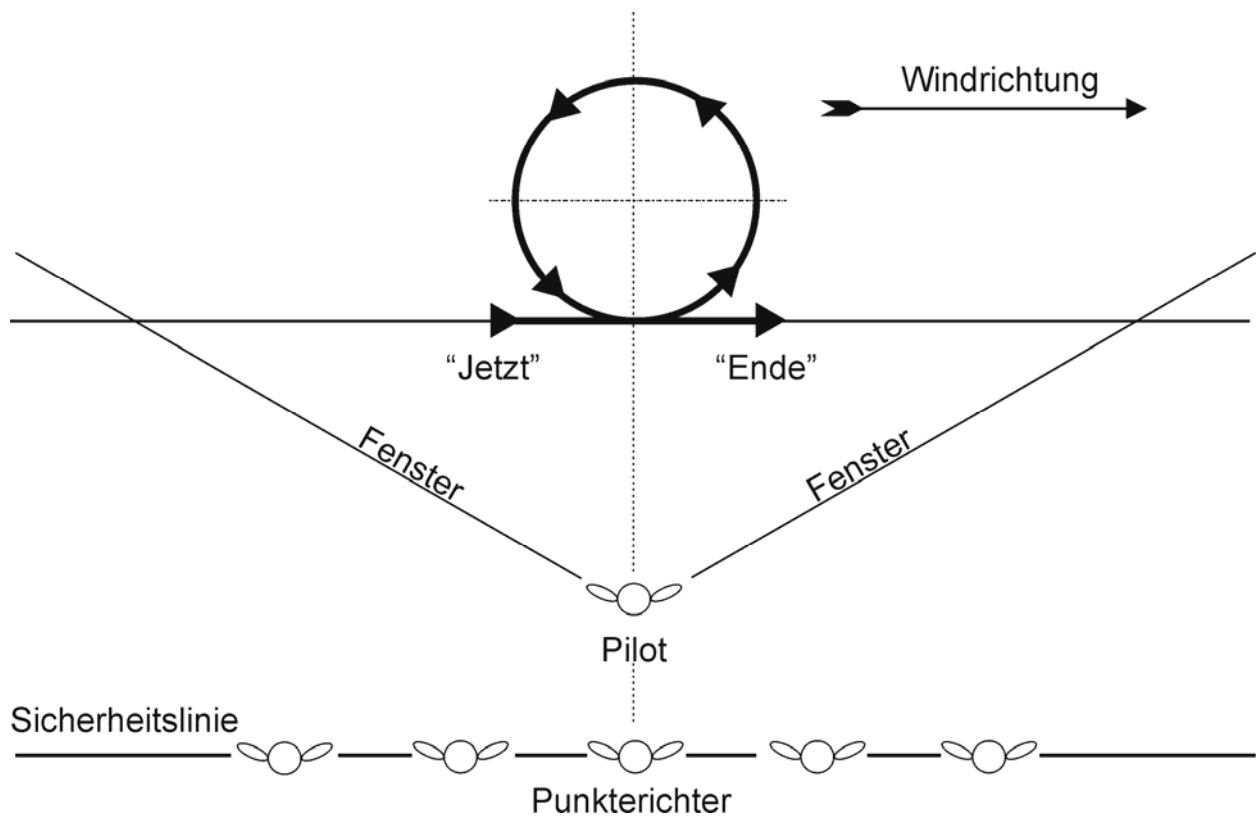 Windrichtung
“Jetzt”
“Ende”
Fenster
Fenster
Pilot
Sicherheitslinie
Punkterichter